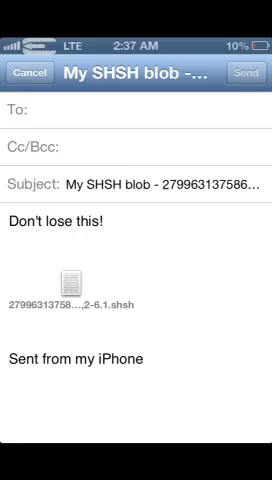 LTE 2:37 AM 10%
Cancel My SHSH blob -... Send
To:
Cc/Bcc:
Subject: My SHSH blob - 279963137586...
Don't lose this!
27996313758...,2-6.1.shsh
Sent from my iPhone